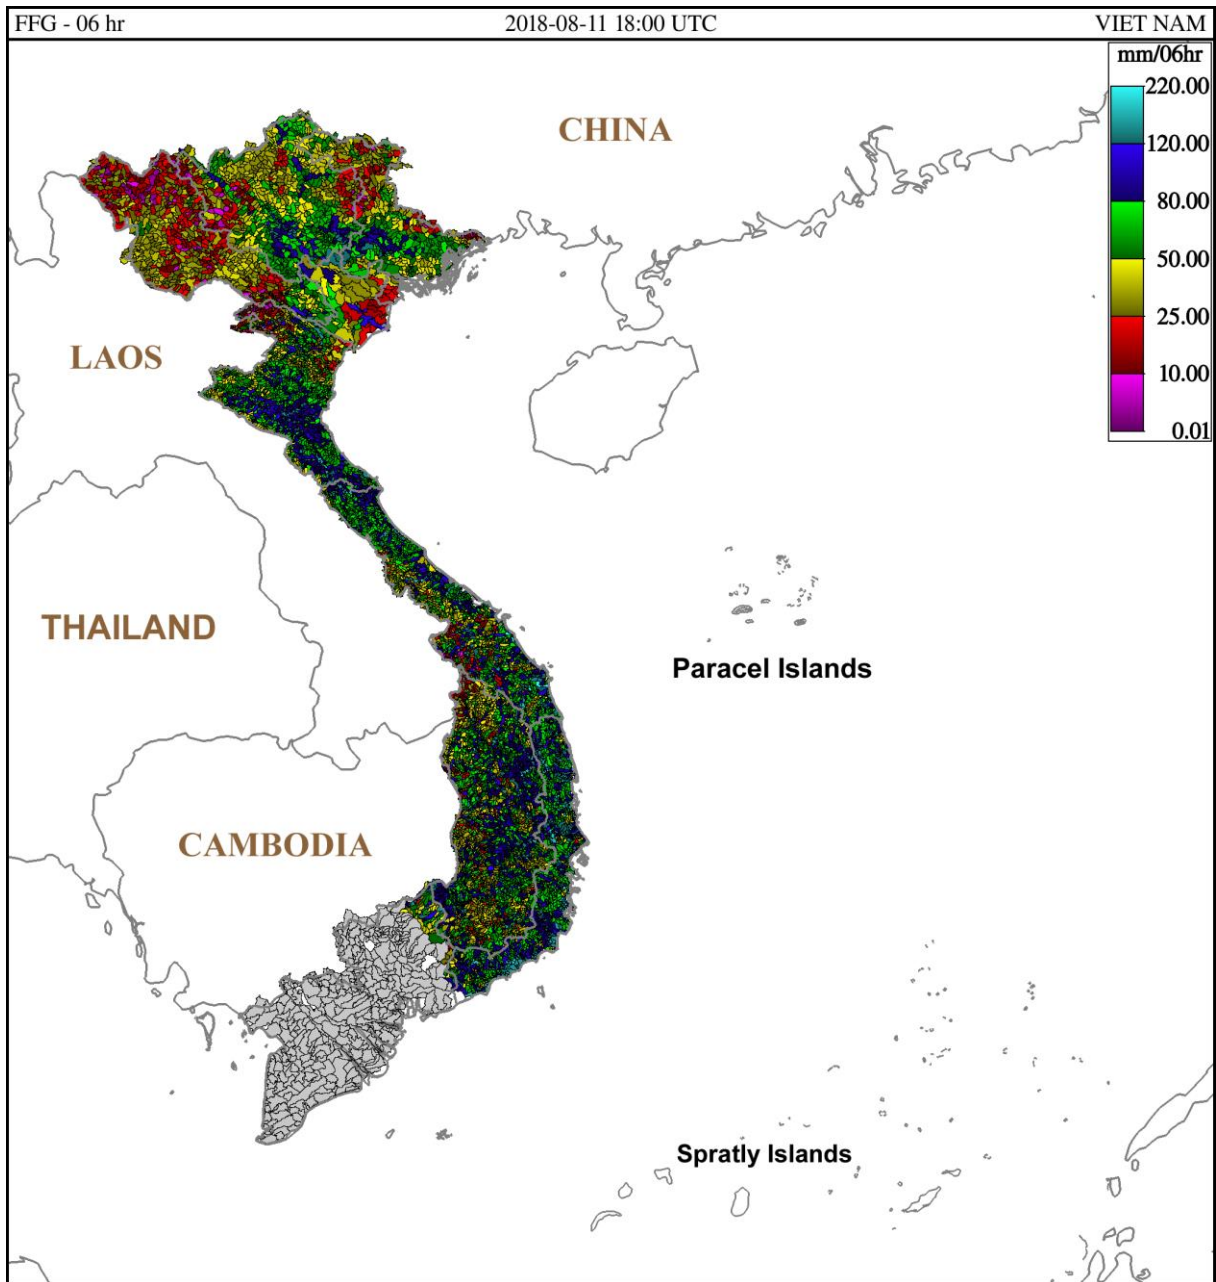 FFG - 06 hr 2018-08-11 18:00 UTC VIET NAM
mm/06hr
220.00
120.00
80.00
50.00
25.00
10.00
0.01
CHINA
LAOS
THAILAND
Paracel Islands
CAMBODIA
Spratly Islands